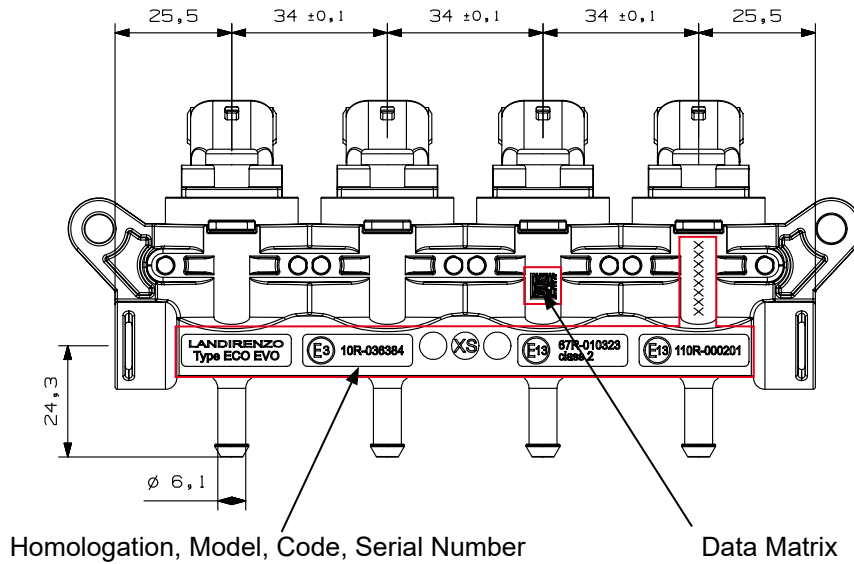 25,5
34 ±0,1
34 ±0,1
34 ±0,1
25,5
XXXXXXXX
LANDIRENZO
Type ECO EVO
E3 10R-036384
XS
E13 67R-010323
class 2
E13 110R-000201
24,3
Ø 6,1
Homologation, Model, Code, Serial Number
Data Matrix